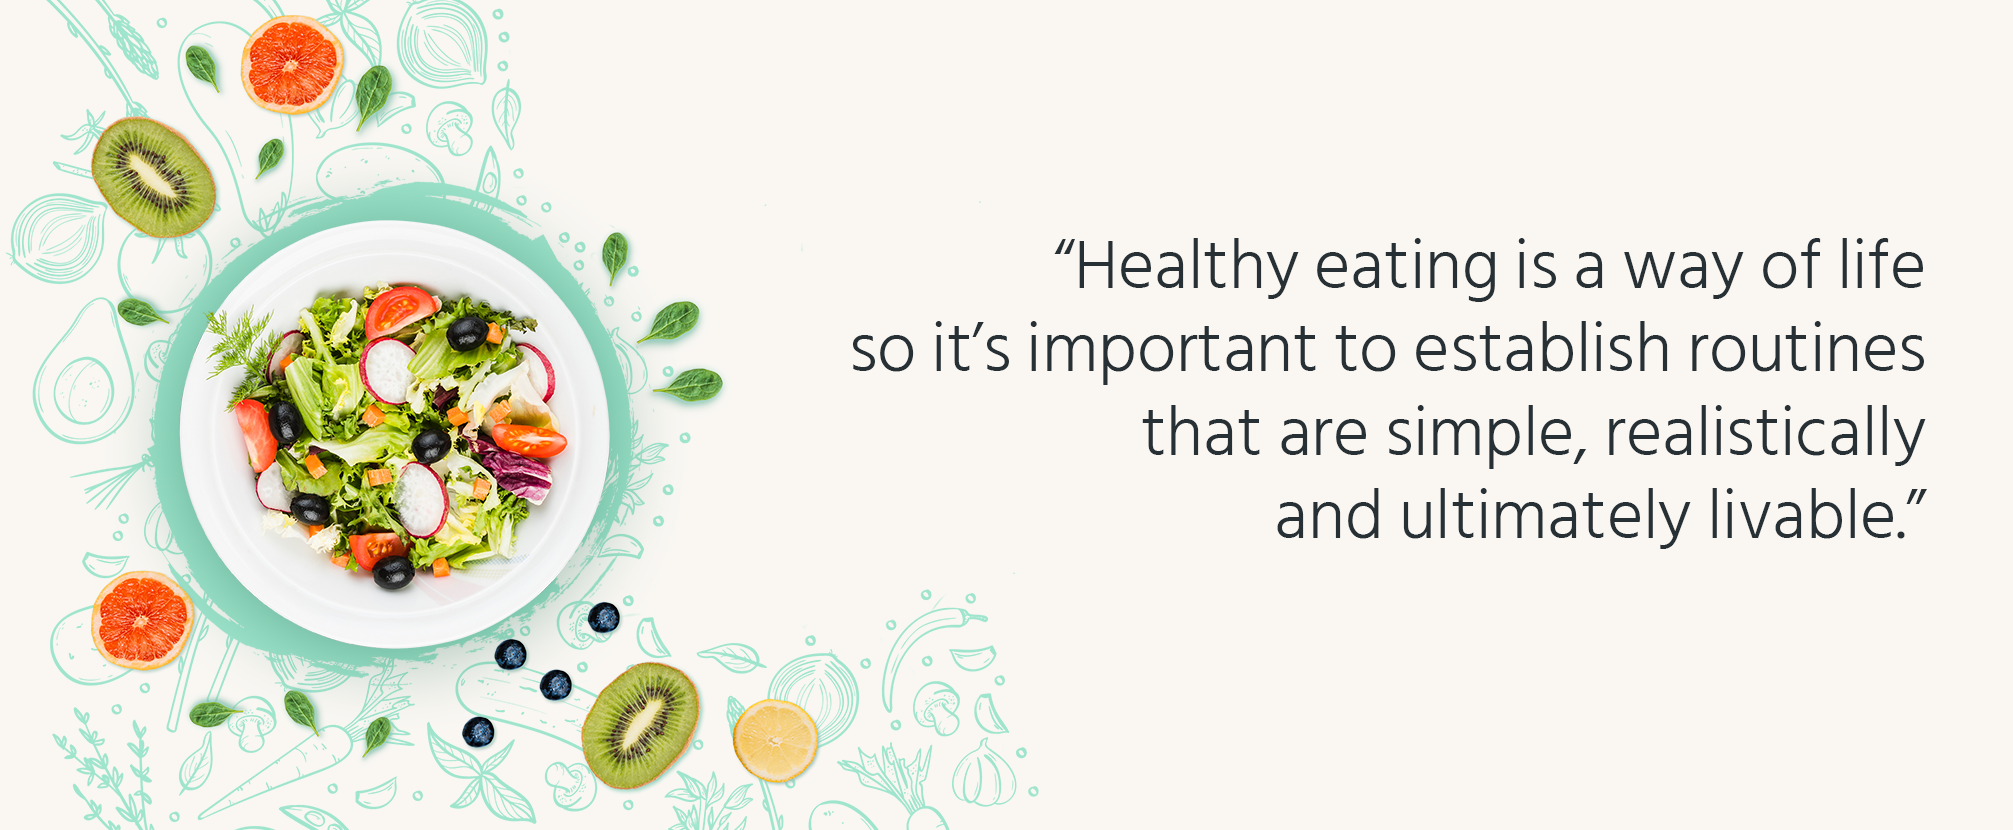 “Healthy eating is a way of life
so it’s important to establish routines
that are simple, realistically
and ultimately livable.”